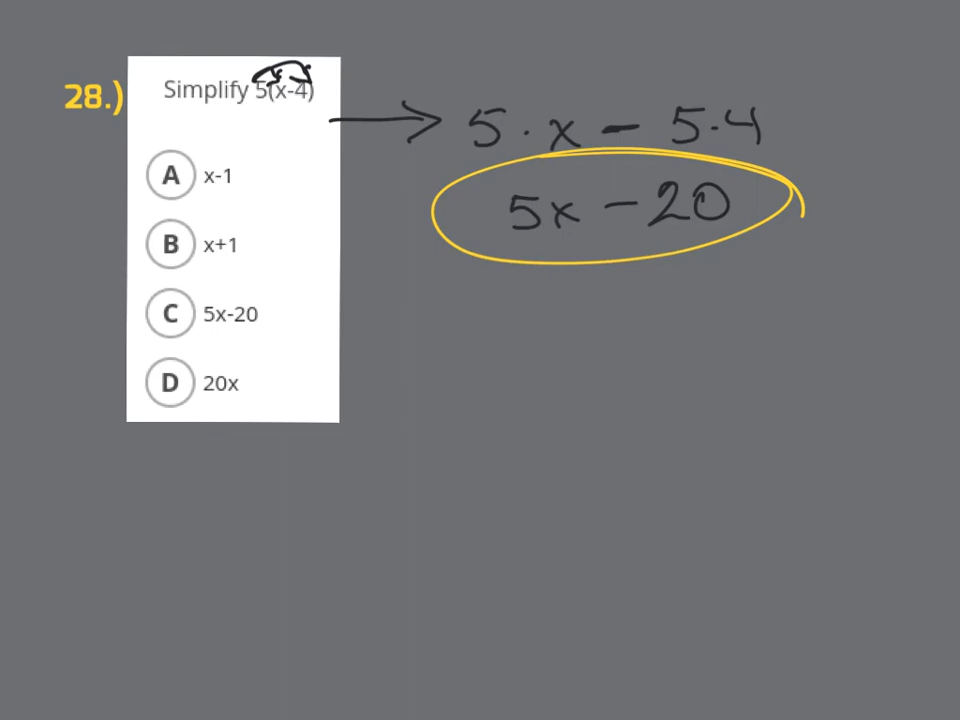 28.)
Simplify 5(x-4)
5 · x - 5·4
5x - 20
A x-1
B x+1
C 5x-20
D 20x